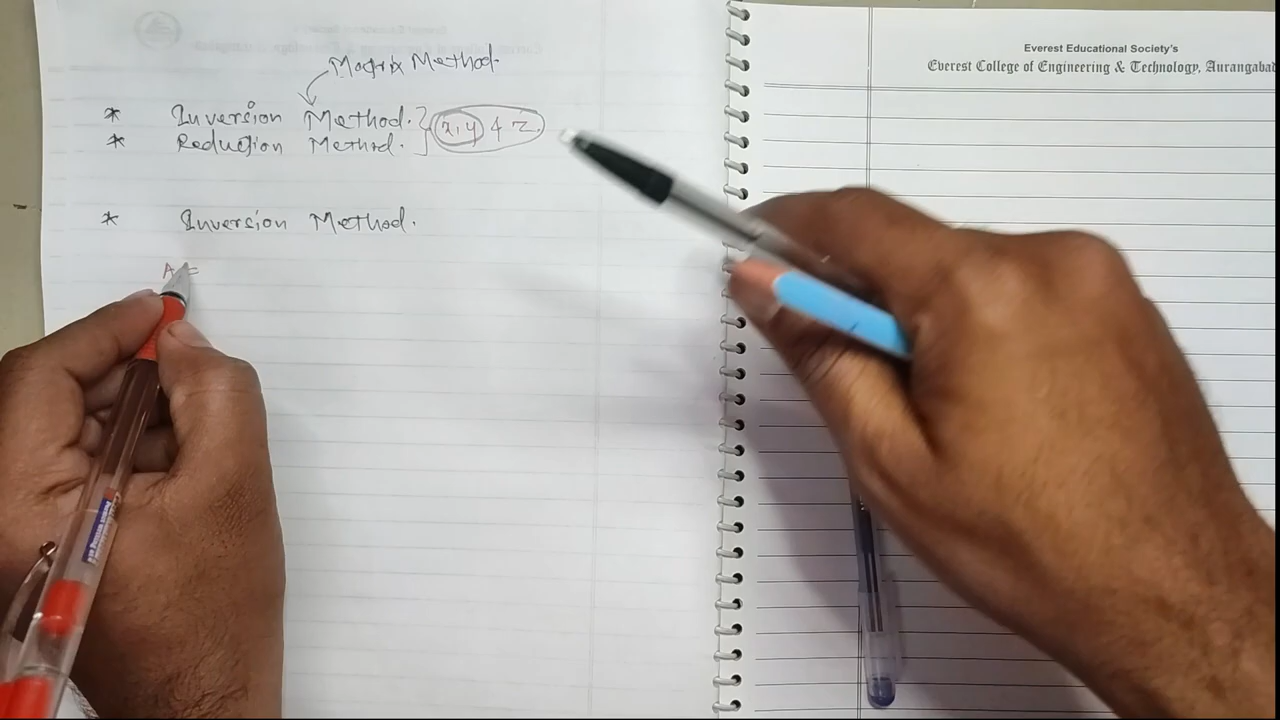 Matrix Method.
* Inversion Method. } x, y & z.
* Reduction Method.
* Inversion Method.
A =
Everest Educational Society's
Everest College of Engineering & Technology, Aurangabad